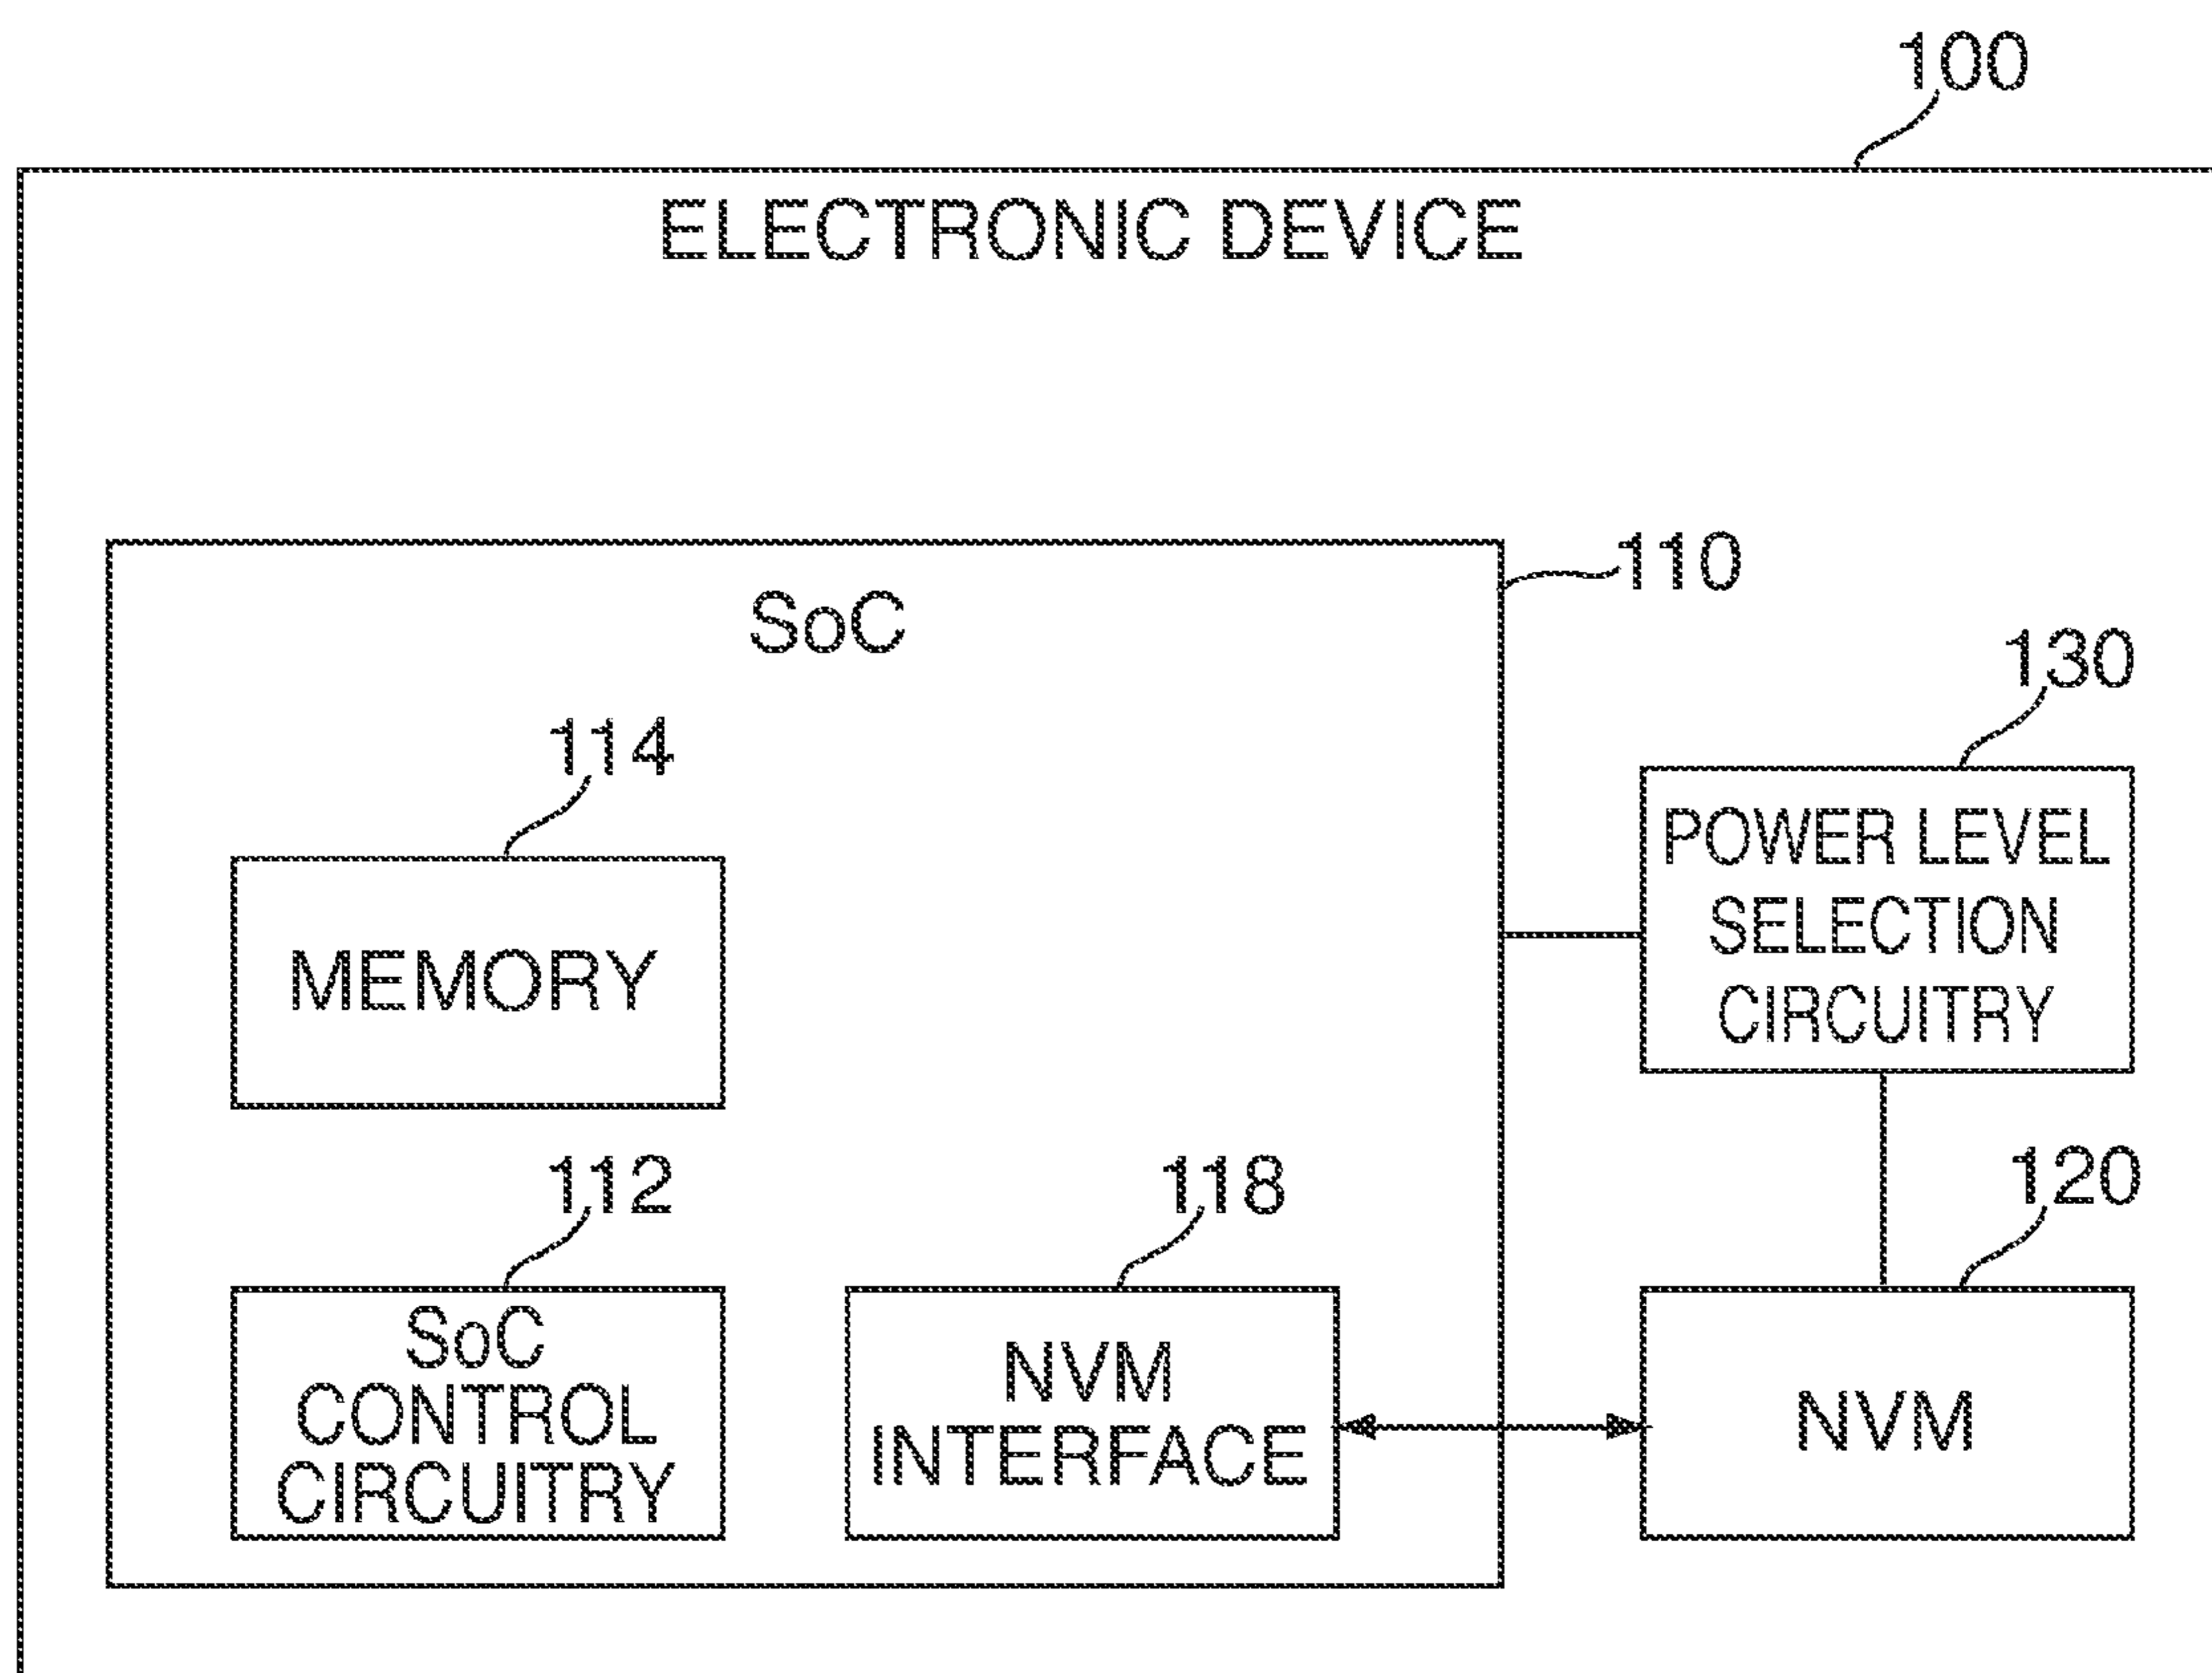 100
ELECTRONIC DEVICE
110
SoC
130
114
POWER LEVEL
SELECTION
CIRCUITRY
MEMORY
112
118
120
SoC
CONTROL
CIRCUITRY
NVM
INTERFACE
NVM